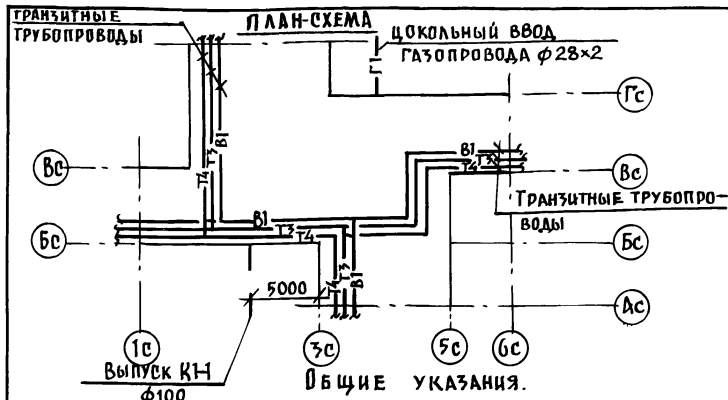 ТРАНЗИТНЫЕ
ТРУБОПРОВОДЫ
ПЛАН-СХЕМА
ЦОКОЛЬНЫЙ ВВОД
ГАЗОПРОВОДА ϕ28×2
Г1
Гс
В1
Т3
Т4
Вс
В1
Т3
Т4
Вс
ТРАНЗИТНЫЕ ТРУБОПРО-
ВОДЫ
Бс
В1
Т3
Т4
Бс
5000
Т4
Т3
В1
Ас
1с
3с
5с
6с
ВЫПУСК К1-1
ϕ100
ОБЩИЕ УКАЗАНИЯ.